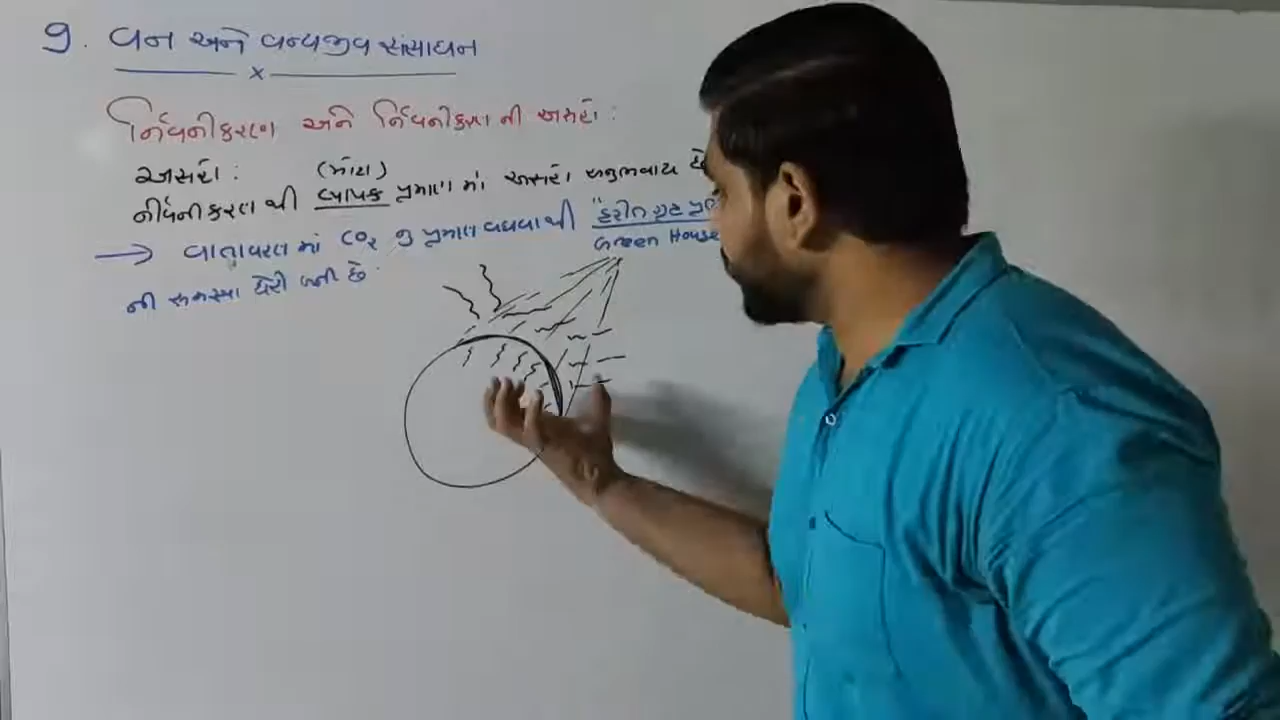 9. વન અને વન્યજીવ સંસાધન
નિર્વનીકરણ અને નિર્વનીકરણ ની અસરો :
અસરો : (મોટા)
નીર્વનીકરણ થી વ્યાપક પ્રમાણ માં અસરો અનુભવાય છે
→ વાતાવરણ માં CO₂ નુ પ્રમાણ વધવાથી "હરીત ગૃહ
Green House
ની સમસ્યા ઘેરી બની છે.